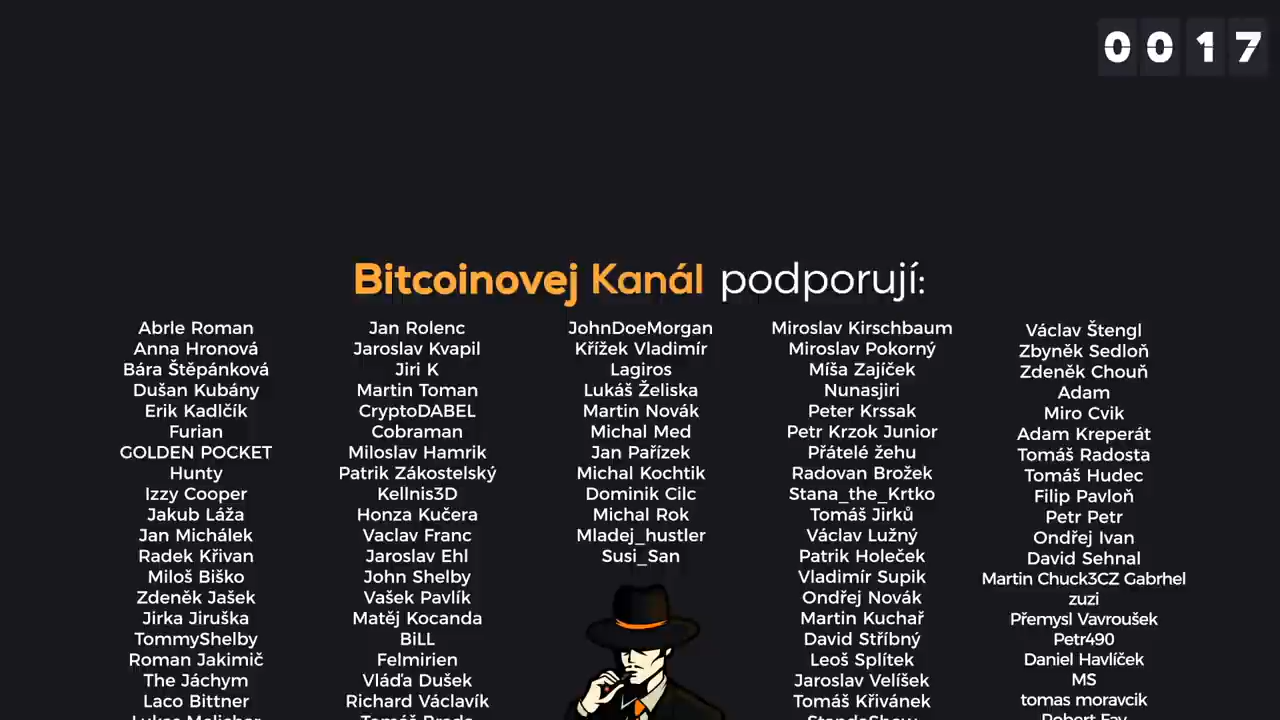 0017
Bitcoinovej Kanál podporují:
Abrle Roman
Anna Hronová
Bára Štěpánková
Dušan Kubány
Erik Kadlčík
Furian
GOLDEN POCKET
Hunty
Izzy Cooper
Jakub Láža
Jan Michálek
Radek Křivan
Miloš Biško
Zdeněk Jašek
Jirka Jiruška
TommyShelby
Roman Jakimič
The Jáchym
Laco Bittner
Jan Rolenc
Jaroslav Kvapil
Jiri K
Martin Toman
CryptoDABEL
Cobraman
Miloslav Hamrik
Patrik Zákostelský
Kellnis3D
Honza Kučera
Vaclav Franc
Jaroslav Ehl
John Shelby
Vašek Pavlík
Matěj Kocanda
BiLL
Felmirien
Vláďa Dušek
Richard Václavík
JohnDoeMorgan
Křížek Vladimír
Lagiros
Lukáš Želiska
Martin Novák
Michal Med
Jan Pařízek
Michal Kochtik
Dominik Cilc
Michal Rok
Mladej_hustler
Susi_San
Miroslav Kirschbaum
Miroslav Pokorný
Míša Zajíček
Nunasjiri
Peter Krssak
Petr Krzok Junior
Přátelé žehu
Radovan Brožek
Stana_the_Krtko
Tomáš Jirků
Václav Lužný
Patrik Holeček
Vladimír Supik
Ondřej Novák
Martin Kuchař
David Stříbný
Leoš Splítek
Jaroslav Velíšek
Tomáš Křivánek
Václav Štengl
Zbyněk Sedloň
Zdeněk Chouň
Adam
Miro Cvik
Adam Kreperát
Tomáš Radosta
Tomáš Hudec
Filip Pavloň
Petr Petr
Ondřej Ivan
David Sehnal
Martin Chuck3CZ Gabrhel
zuzi
Přemysl Vavroušek
Petr490
Daniel Havlíček
MS
tomas moravcik